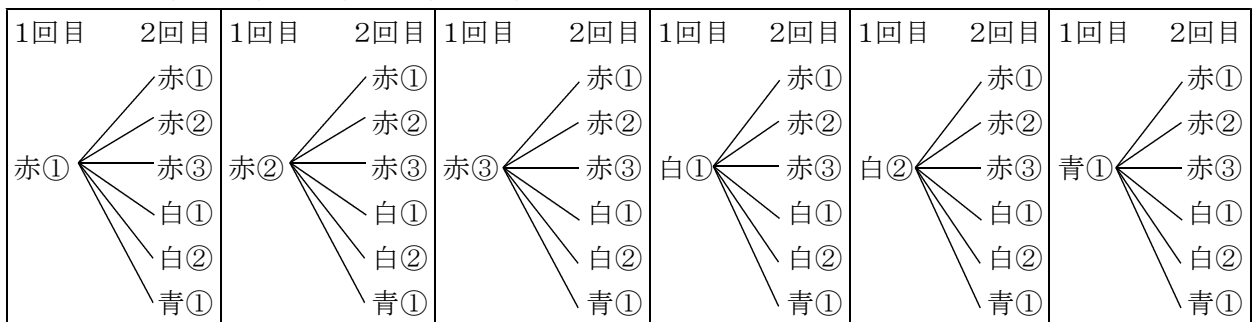 1回目 2回目 1回目 2回目 1回目 2回目 1回目 2回目 1回目 2回目 1回目 2回目
赤① 赤① 赤① 赤① 赤① 赤①
赤② 赤② 赤② 赤② 赤② 赤②
赤① 赤③ 赤② 赤③ 赤③ 赤③ 白① 赤③ 白② 赤③ 青① 赤③
白① 白① 白① 白① 白① 白①
白② 白② 白② 白② 白② 白②
青① 青① 青① 青① 青① 青①